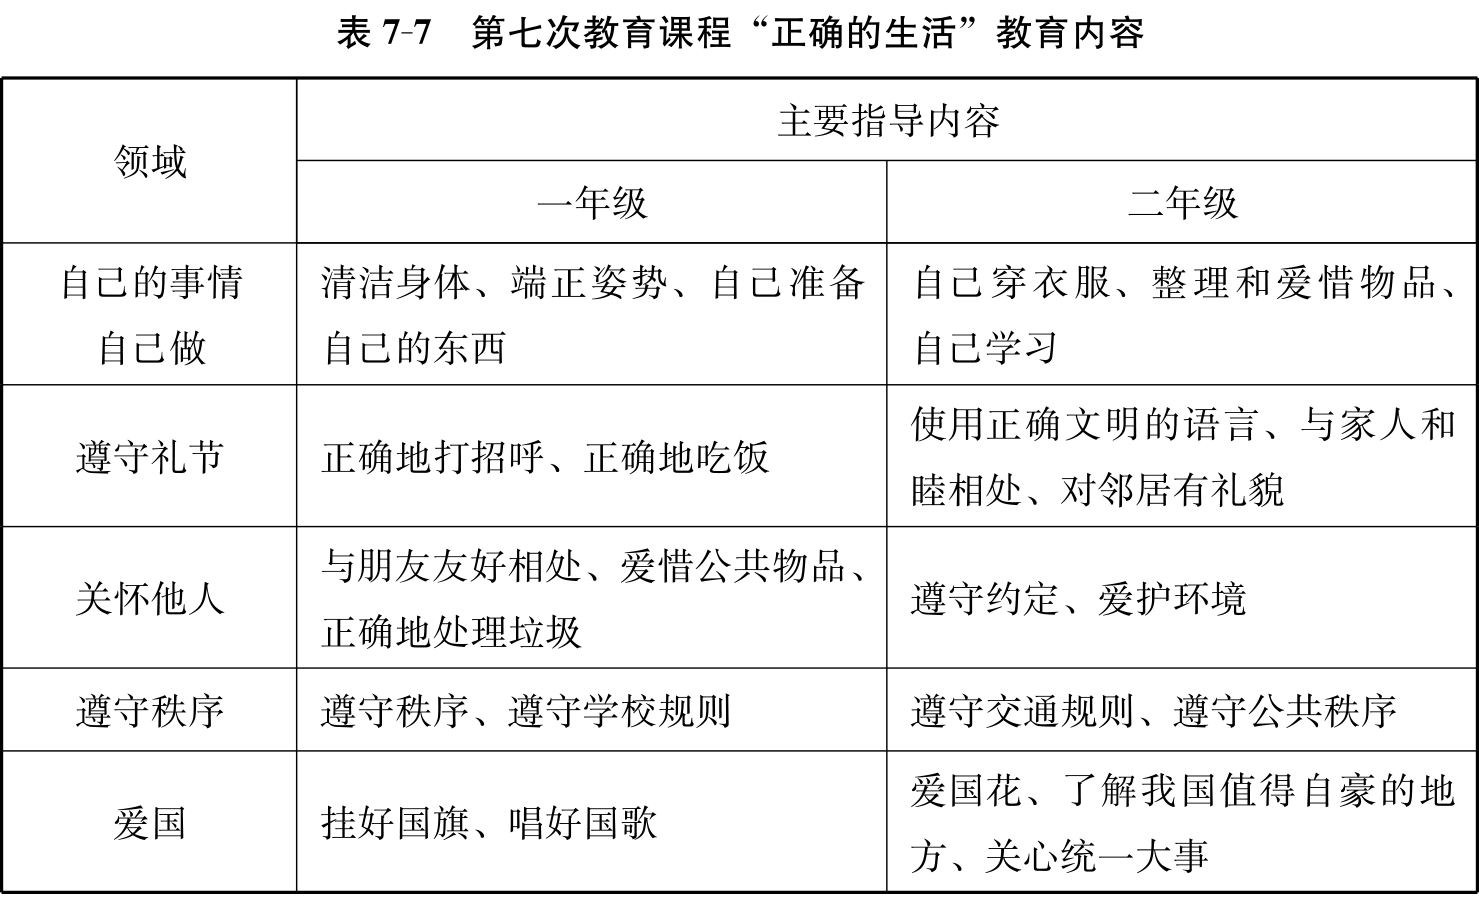 表 7-7 第七次教育课程“正确的生活”教育内容
领域
主要指导内容
一年级
二年级
自己的事情
自己做
清洁身体、端正姿势、自己准备
自己的东西
自己穿衣服、整理和爱惜物品、
自己学习
遵守礼节
正确地打招呼、正确地吃饭
使用正确文明的语言、与家人和
睦相处、对邻居有礼貌
关怀他人
与朋友友好相处、爱惜公共物品、
正确地处理垃圾
遵守约定、爱护环境
遵守秩序
遵守秩序、遵守学校规则
遵守交通规则、遵守公共秩序
爱国
挂好国旗、唱好国歌
爱国花、了解我国值得自豪的地
方、关心统一大事